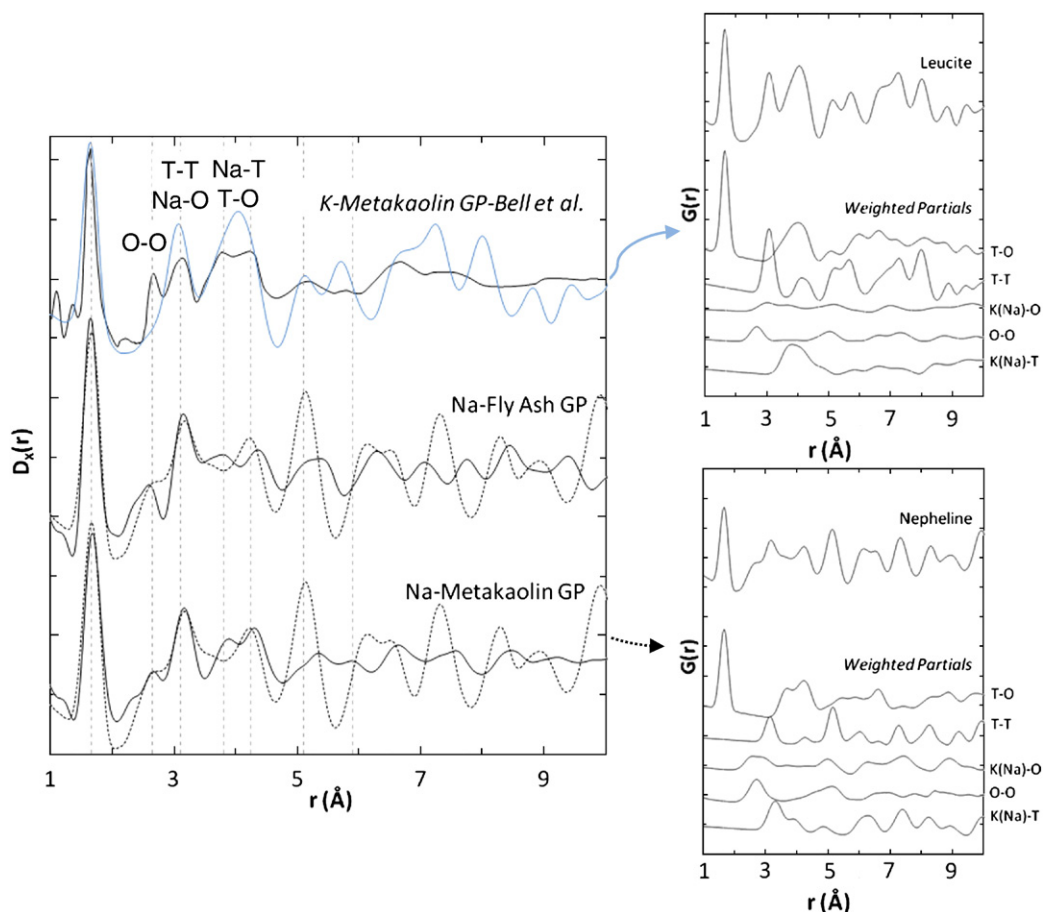 T-T
Na-O
Na-T
T-O
O-O
K-Metakaolin GP-Bell et al.
Na-Fly Ash GP
Na-Metakaolin GP
Dₓ(r)
1 3 5 7 9
r (Å)
Leucite
Weighted Partials
T-O
T-T
K(Na)-O
O-O
K(Na)-T
G(r)
1 3 5 7 9
r (Å)
Nepheline
Weighted Partials
T-O
T-T
K(Na)-O
O-O
K(Na)-T
G(r)
1 3 5 7 9
r (Å)